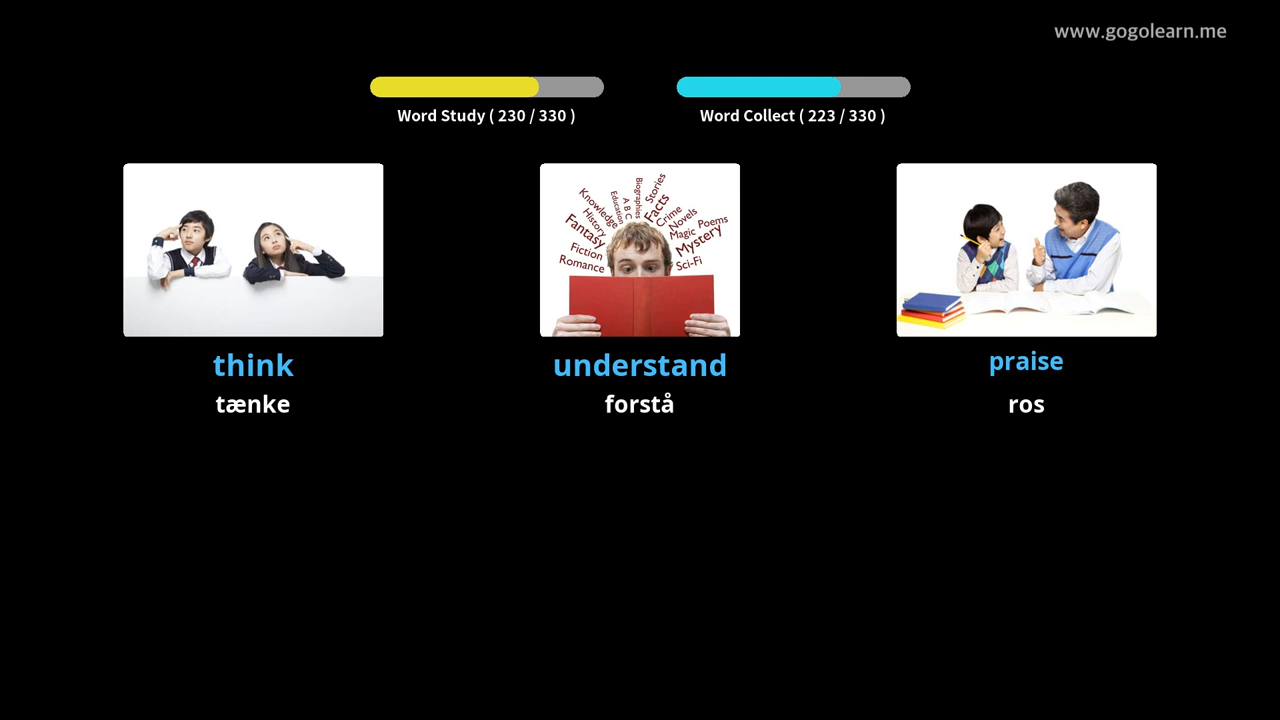 www.gogolearn.me
Word Study ( 230 / 330 )
Word Collect ( 223 / 330 )
Knowledge
History
Fantasy
Fiction
Romance
Education
A B C
Biographies
Stories
Facts
Crime
Novels
Magic
Poems
Mystery
Sci-Fi
think
understand
praise
tænke
forstå
ros